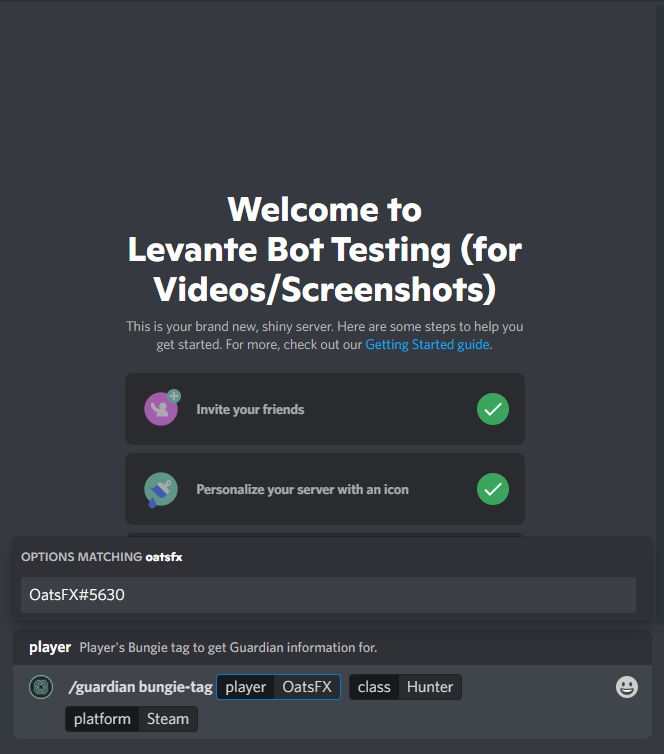 Welcome to
Levante Bot Testing (for
Videos/Screenshots)
This is your brand new, shiny server. Here are some steps to help you
get started. For more, check out our Getting Started guide.
Invite your friends
Personalize your server with an icon
OPTIONS MATCHING oatsfx
OatsFX#5630
player Player's Bungie tag to get Guardian information for.
/guardian bungie-tag player OatsFX class Hunter
platform Steam